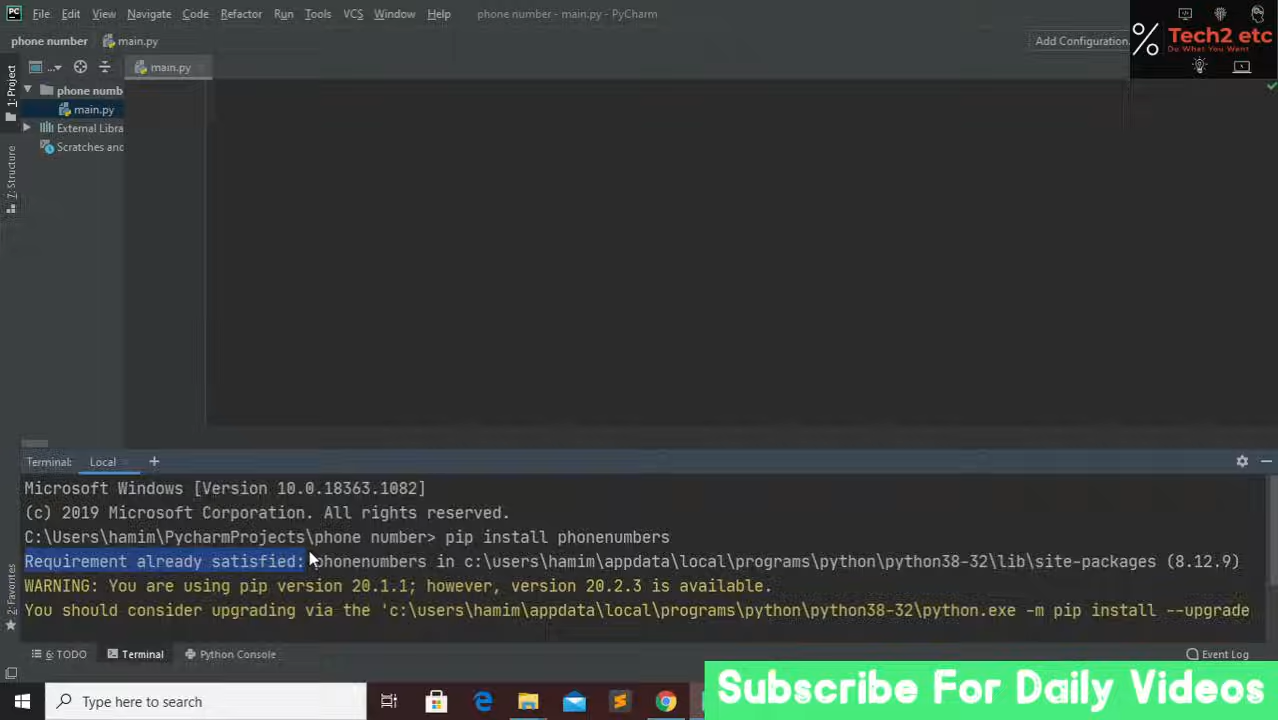 PC File Edit View Navigate Code Refactor Run Tools VCS Window Help phone number - main.py - PyCharm
Tech2 etc
Do What You Want
phone number main.py Add Configuration.
... main.py
1: Project
phone numb
main.py
External Libra
Scratches and
7: Structure
Terminal: Local +
Microsoft Windows [Version 10.0.18363.1082]
(c) 2019 Microsoft Corporation. All rights reserved.
C:\Users\hamim\PycharmProjects\phone number> pip install phonenumbers
Requirement already satisfied: phonenumbers in c:\users\hamim\appdata\local\programs\python\python38-32\lib\site-packages (8.12.9)
WARNING: You are using pip version 20.1.1; however, version 20.2.3 is available.
You should consider upgrading via the 'c:\users\hamim\appdata\local\programs\python\python38-32\python.exe -m pip install --upgrade
2: Favorites
6: TODO Terminal Python Console Event Log
Type here to search
Subscribe For Daily Videos